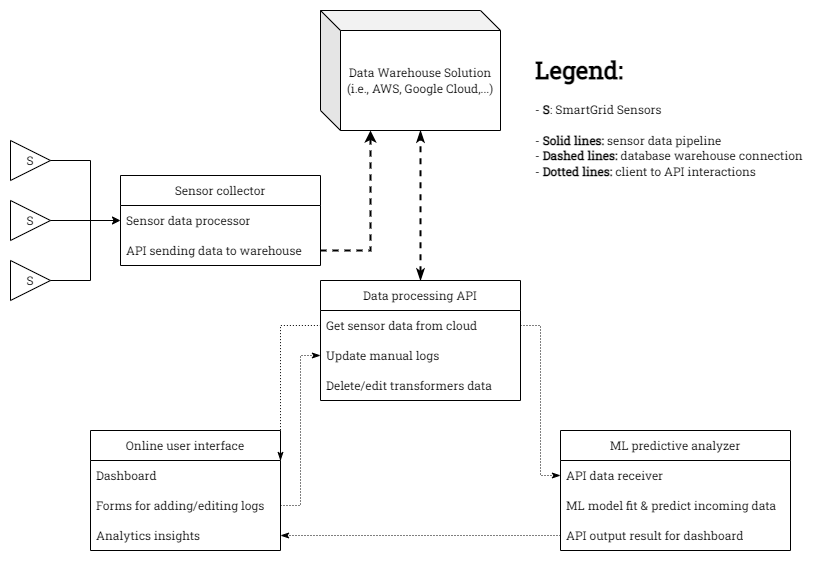 Data Warehouse Solution
(i.e., AWS, Google Cloud,...)
Legend:
- S: SmartGrid Sensors
- Solid lines: sensor data pipeline
- Dashed lines: database warehouse connection
- Dotted lines: client to API interactions
S
S
S
Sensor collector
Sensor data processor
API sending data to warehouse
Data processing API
Get sensor data from cloud
Update manual logs
Delete/edit transformers data
Online user interface
Dashboard
Forms for adding/editing logs
Analytics insights
ML predictive analyzer
API data receiver
ML model fit & predict incoming data
API output result for dashboard